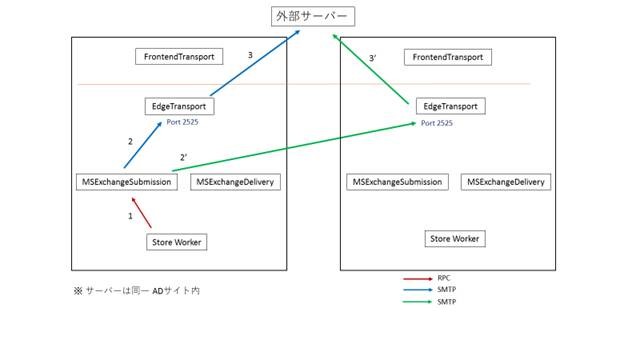 外部サーバー
FrontendTransport
3
3′
FrontendTransport
EdgeTransport
Port 2525
EdgeTransport
Port 2525
2
2′
MSExchangeSubmission
MSExchangeDelivery
MSExchangeSubmission
MSExchangeDelivery
1
Store Worker
Store Worker
※ サーバーは同一 ADサイト内
RPC
SMTP
SMTP